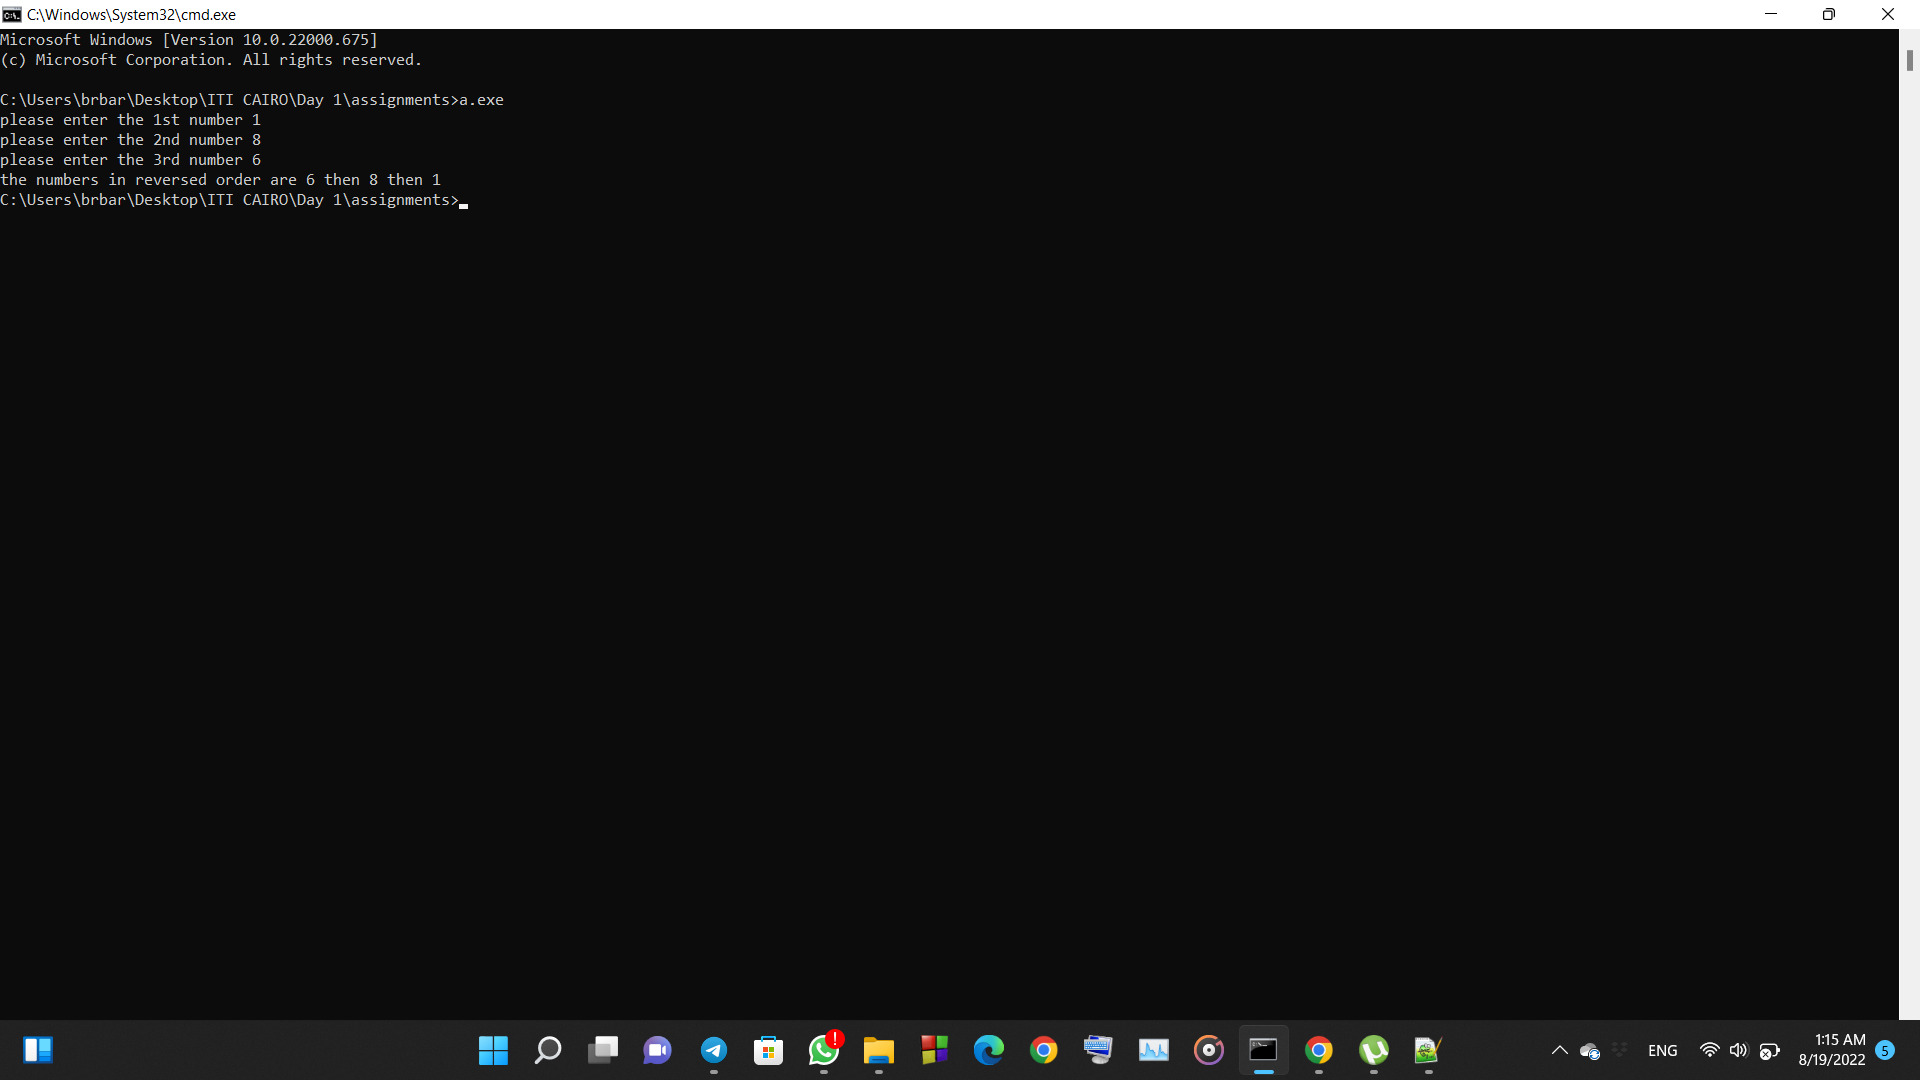 C:\Windows\System32\cmd.exe
Microsoft Windows [Version 10.0.22000.675]
(c) Microsoft Corporation. All rights reserved.
C:\Users\brbar\Desktop\ITI CAIRO\Day 1\assignments>a.exe
please enter the 1st number 1
please enter the 2nd number 8
please enter the 3rd number 6
the numbers in reversed order are 6 then 8 then 1
C:\Users\brbar\Desktop\ITI CAIRO\Day 1\assignments>
ENG
1:15 AM
8/19/2022
5